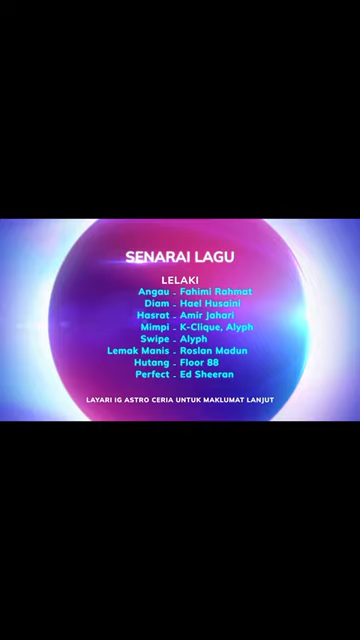 SENARAI LAGU
LELAKI
Angau - Fahimi Rahmat
Diam - Hael Husaini
Hasrat - Amir Jahari
Mimpi - K-Clique, Alyph
Swipe - Alyph
Lemak Manis - Roslan Madun
Hutang - Floor 88
Perfect - Ed Sheeran
LAYARI IG ASTRO CERIA UNTUK MAKLUMAT LANJUT